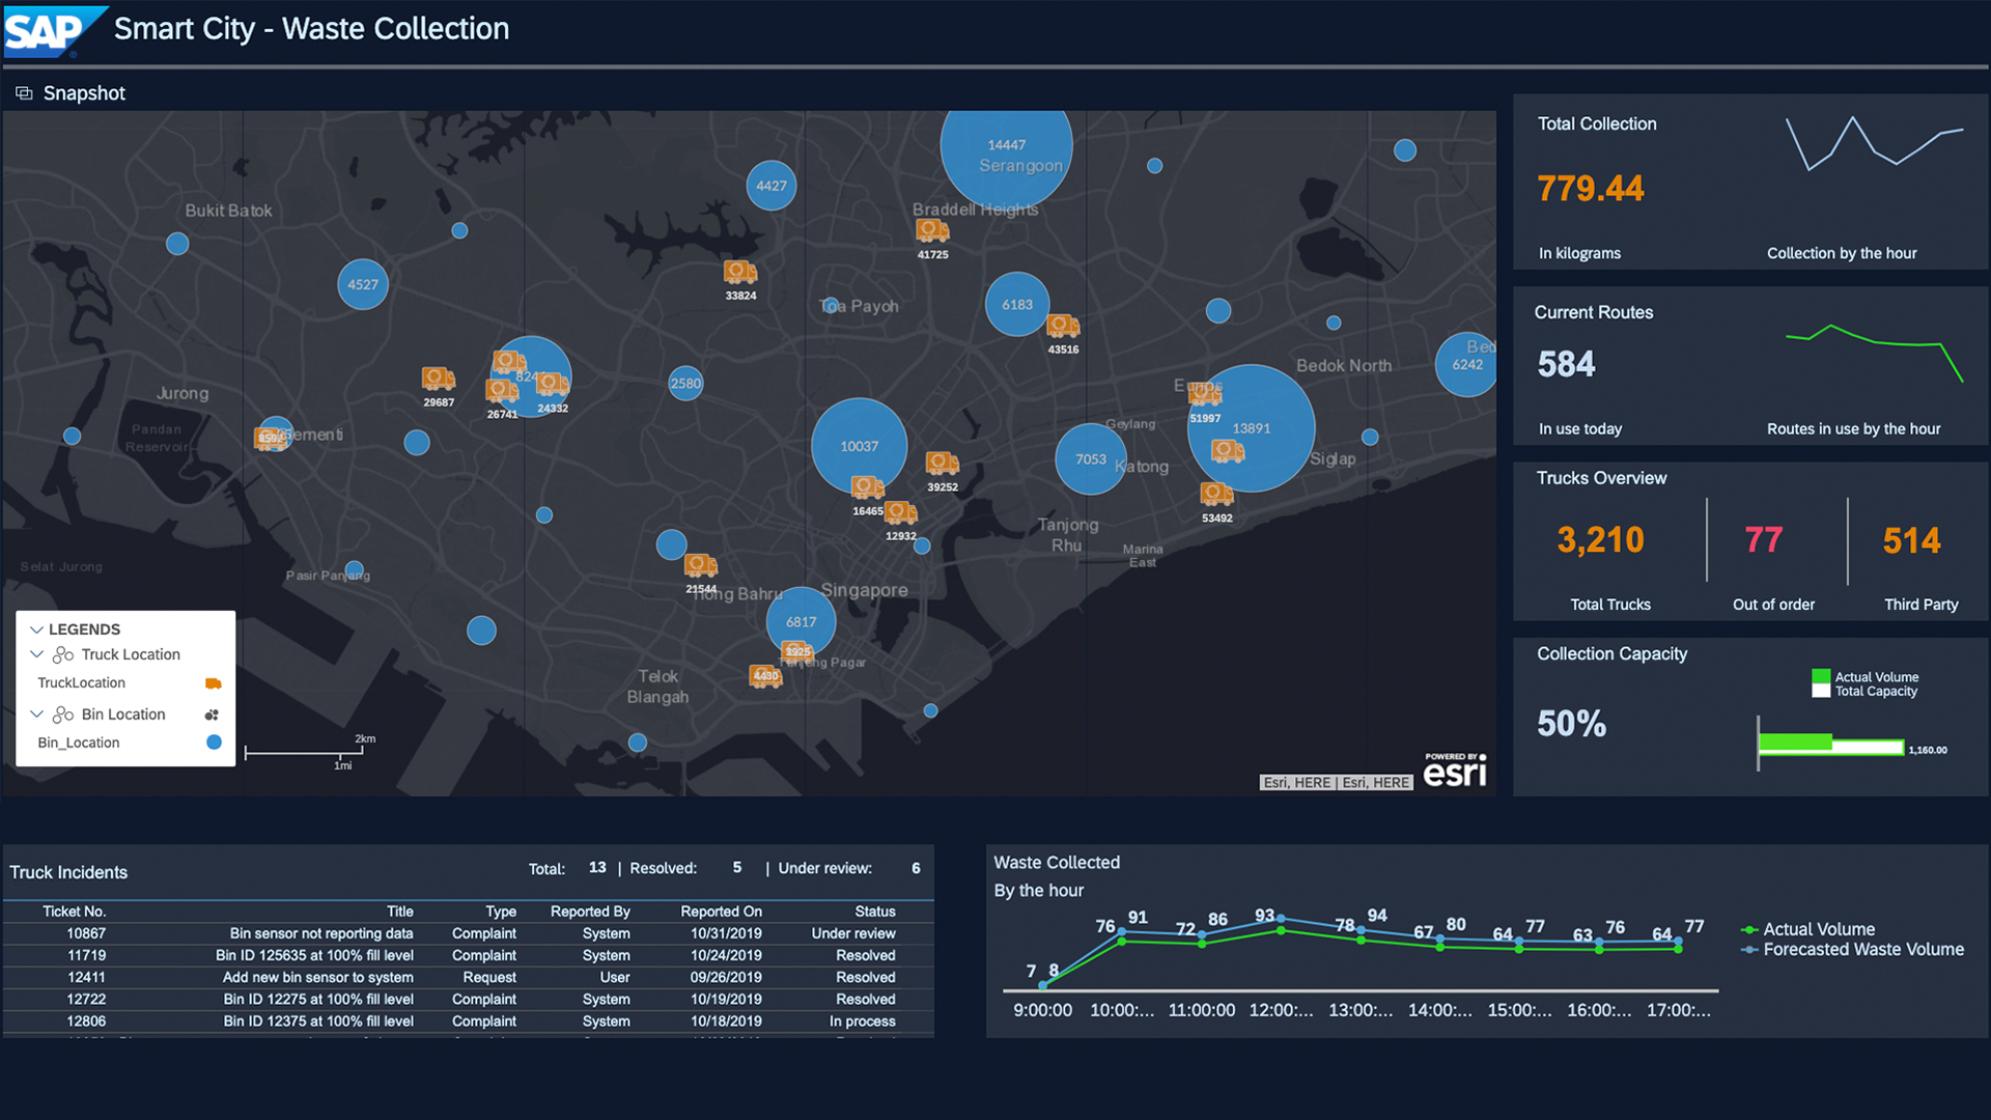 SAP
Smart City - Waste Collection
Snapshot
14447
Serangoon
4427
Bukit Batok
Braddell Heights
41725
4527
33824
Toa Payoh
6183
43516
Bedok North
Bed
6242
29687
26741
24332
2580
Jurong
51997
13891
Geylang
Pandan
Reservoir
10037
7053
Katong
Siglap
39252
16465
12932
53492
Tanjong
Rhu
Marina
East
Selat Jurong
Pasir Panjang
21544
Singapore
6817
Telok
Blangah
4430
LEGENDS
Truck Location
TruckLocation
Bin Location
Bin_Location
2km
1mi
Esri, HERE | Esri, HERE
POWERED BY
esri
Total Collection
779.44
In kilograms
Collection by the hour
Current Routes
584
In use today
Routes in use by the hour
Trucks Overview
3,210
77
514
Total Trucks
Out of order
Third Party
Collection Capacity
Actual Volume
Total Capacity
50%
1,160.00
Truck Incidents
Total: 13 | Resolved: 5 | Under review: 6
Ticket No. Title Type Reported By Reported On Status
10867 Bin sensor not reporting data Complaint System 10/31/2019 Under review
11719 Bin ID 125635 at 100% fill level Complaint System 10/24/2019 Resolved
12411 Add new bin sensor to system Request User 09/26/2019 Resolved
12722 Bin ID 12275 at 100% fill level Complaint System 10/19/2019 Resolved
12806 Bin ID 12375 at 100% fill level Complaint System 10/18/2019 In process
Waste Collected
By the hour
7 8 76 91 72 86 93 78 94 67 80 64 77 63 76 64 77
9:00:00 10:00:... 11:00:00 12:00:... 13:00:... 14:00:... 15:00:... 16:00:... 17:00:...
Actual Volume
Forecasted Waste Volume